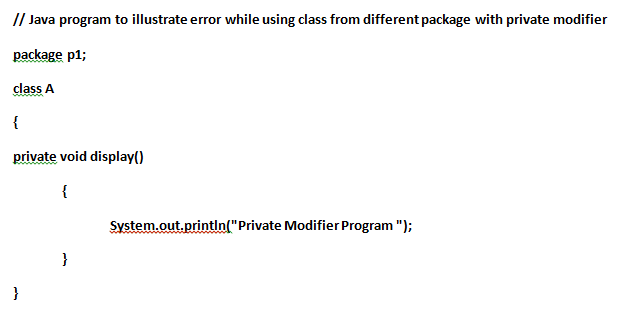 // Java program to illustrate error while using class from different package with private modifier
package p1;
class A
{
private void display()
{
System.out.println("Private Modifier Program ");
}
}